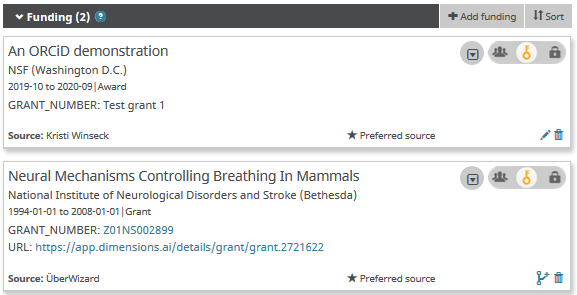 Funding (2) ?
Add funding
Sort
An ORCiD demonstration
NSF (Washington D.C.)
2019-10 to 2020-09|Award
GRANT_NUMBER: Test grant 1
Source: Kristi Winseck
Preferred source
Neural Mechanisms Controlling Breathing In Mammals
National Institute of Neurological Disorders and Stroke (Bethesda)
1994-01-01 to 2008-01-01|Grant
GRANT_NUMBER: Z01NS002899
URL: https://app.dimensions.ai/details/grant/grant.2721622
Source: ÜberWizard
Preferred source